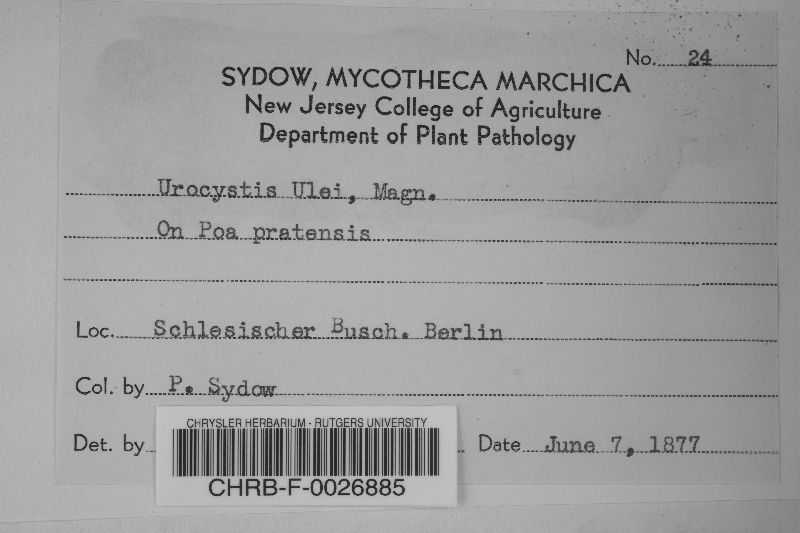 No. 24
SYDOW, MYCOTHECA MARCHICA
New Jersey College of Agriculture
Department of Plant Pathology
Urocystis Ulei, Magn.
On Poa pratensis
Loc. Schlesischer Busch. Berlin
Col. by P. Sydow
Det. by Date June 7, 1877
CHRYSLER HERBARIUM - RUTGERS UNIVERSITY
CHRB-F-0026885